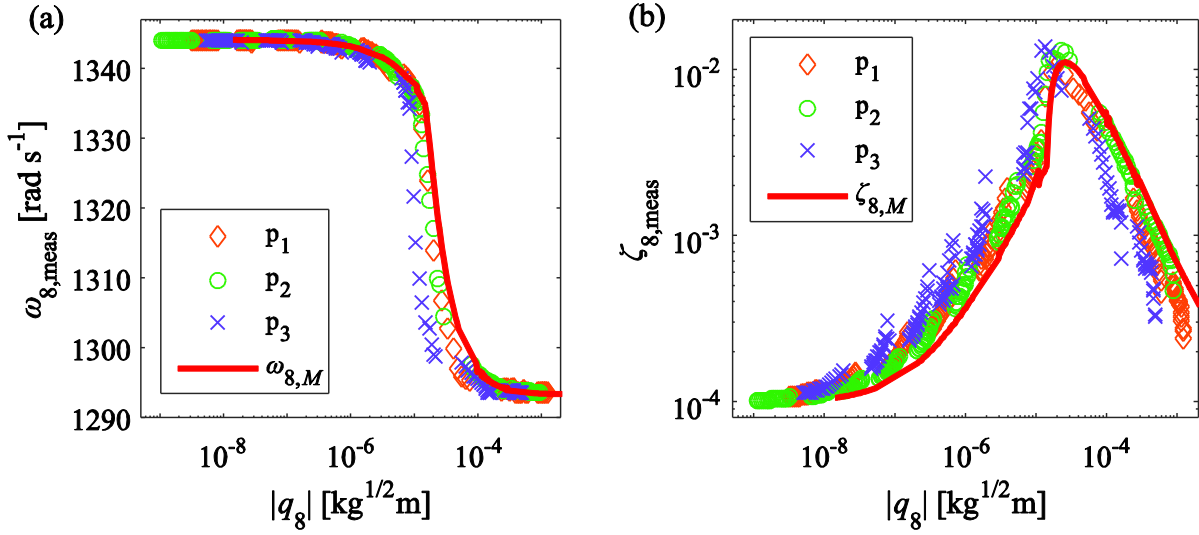 (a)
1340
1330
1320
1310
1300
1290
ω8,meas [rad s-1]
p1
p2
p3
ω8,M
10-8
10-6
10-4
|q8| [kg1/2m]
(b)
10-2
10-3
10-4
ζ8,meas
p1
p2
p3
ζ8,M
10-8
10-6
10-4
|q8| [kg1/2m]